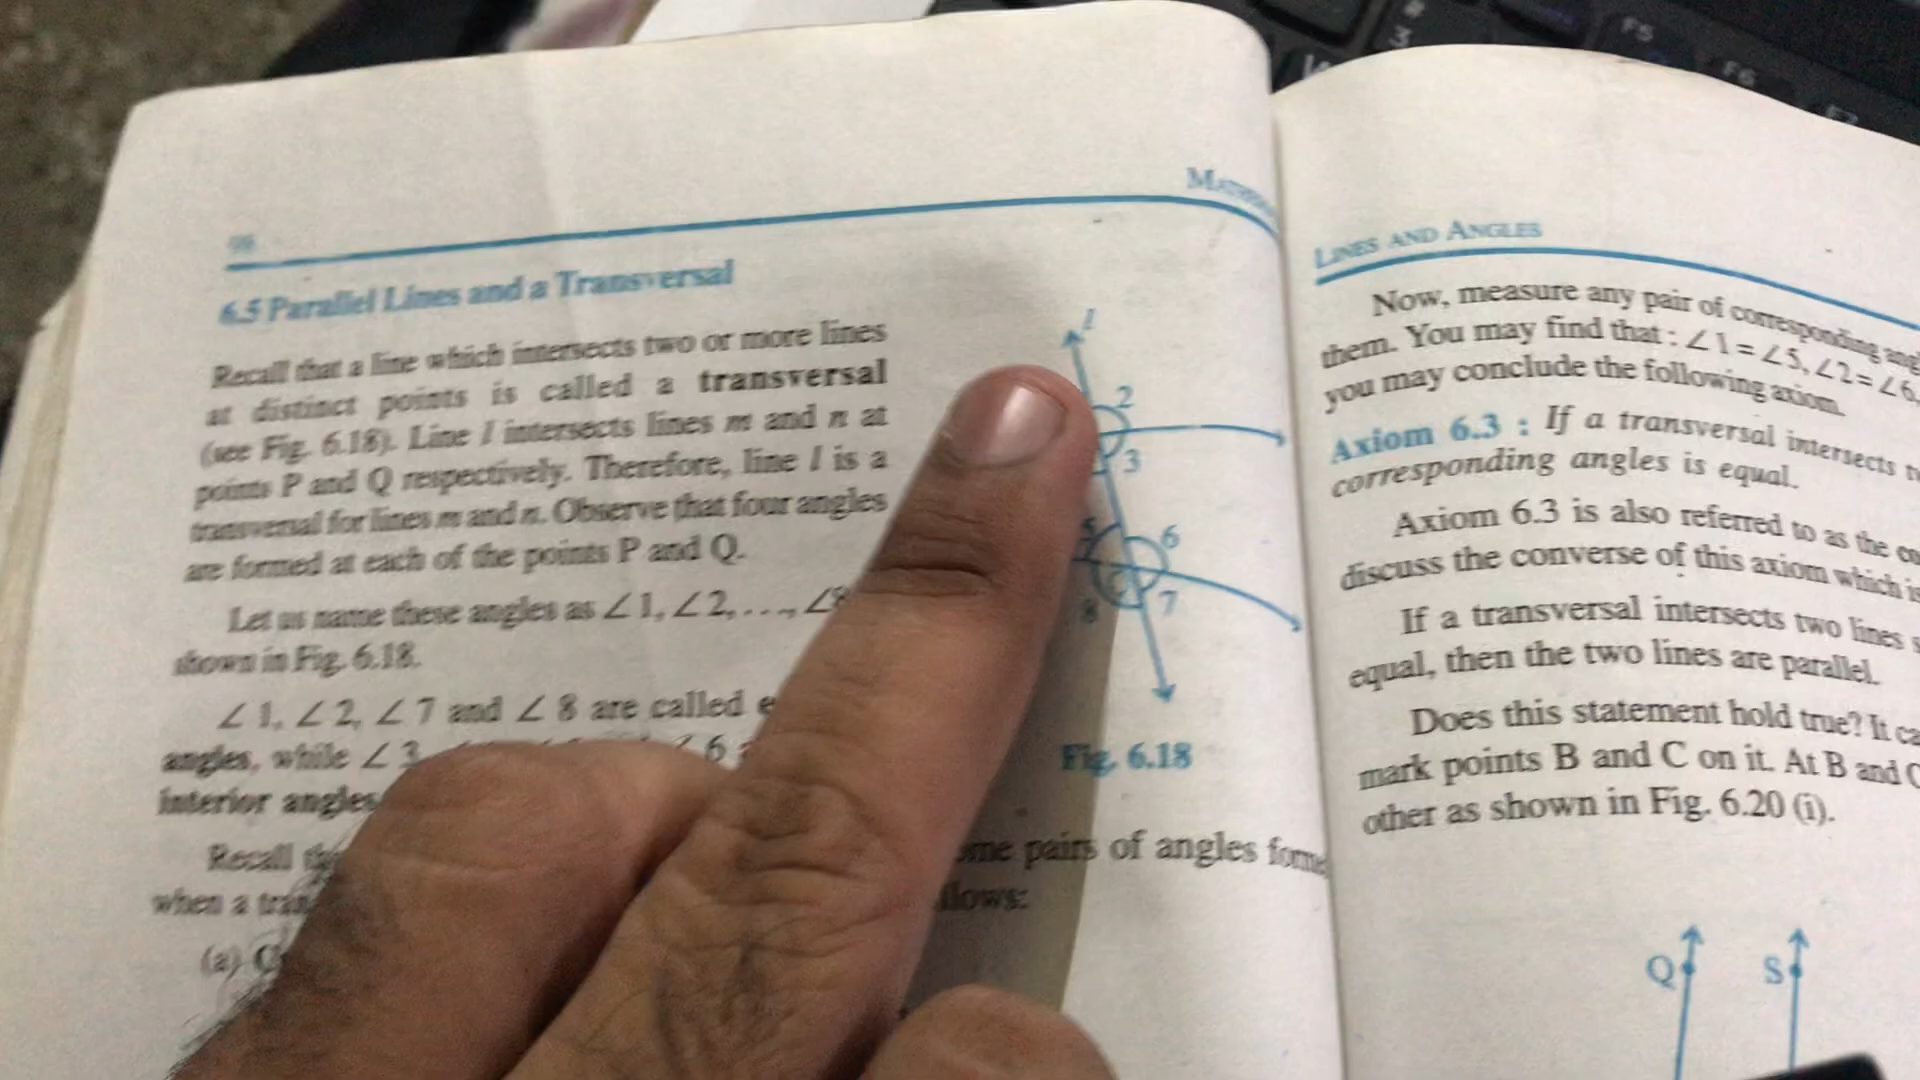 F5
F6
3
6.5 Parallel Lines and a Transversal
Recall that a line which intersects two or more lines
at distinct points is called a transversal
(see Fig. 6.18). Line l intersects lines m and n at
points P and Q respectively. Therefore, line l is a
transversal for lines m and n. Observe that four angles
are formed at each of the points P and Q.
Let us name these angles as ∠1, ∠2, . . ., ∠8
shown in Fig. 6.18.
∠1, ∠2, ∠7 and ∠8 are called
angles, while ∠3, ∠6
interior angles
Recall
some pairs of angles
when a
(a)
l
2
3
5
6
8
7
Fig. 6.18
LINES AND ANGLES
Now, measure any pair of corresponding
them. You may find that : ∠1 = ∠5, ∠2 = ∠6,
you may conclude the following axiom.
Axiom 6.3 : If a transversal intersects
corresponding angles is equal.
Axiom 6.3 is also referred to as the
discuss the converse of this axiom which is
If a transversal intersects two lines
equal, then the two lines are parallel.
Does this statement hold true? It
mark points B and C on it. At B and C
other as shown in Fig. 6.20 (i).
Q
S